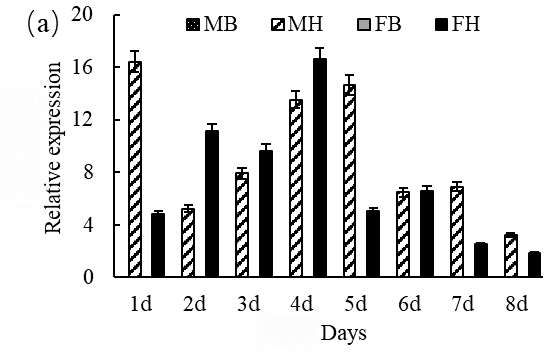 (a)
MB MH FB FH
Relative expression
20
16
12
8
4
0
1d 2d 3d 4d 5d 6d 7d 8d
Days